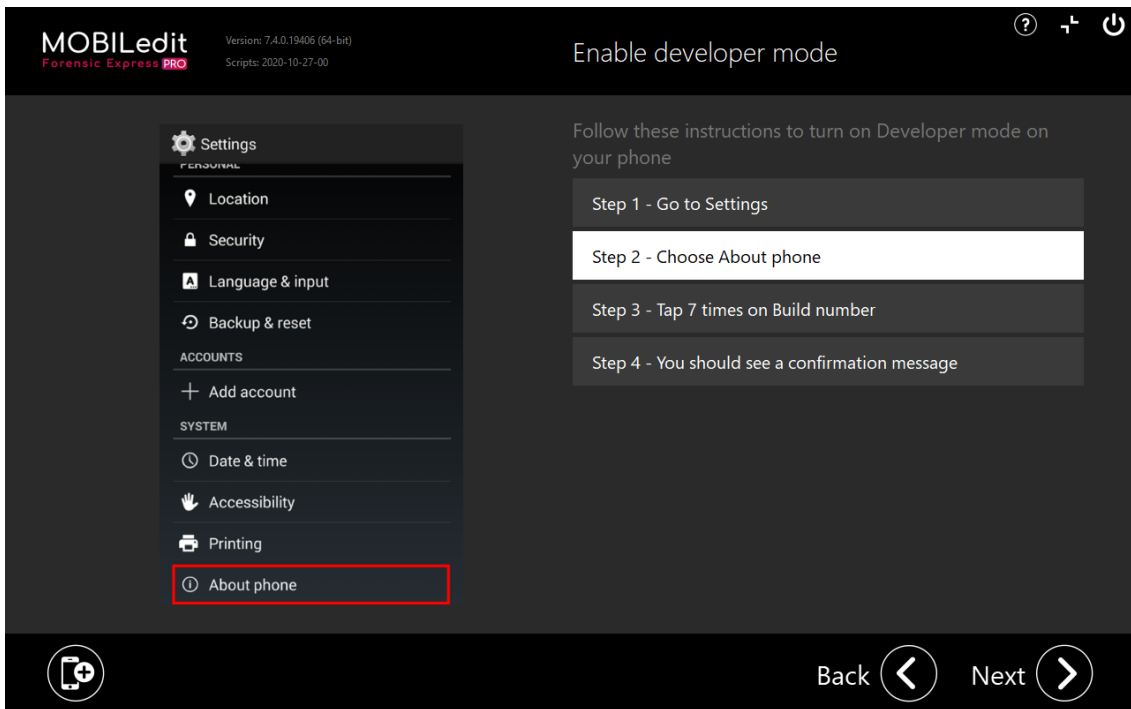 MOBILedit
Forensic Express PRO
Version: 7.4.0.19406 (64-bit)
Scripts: 2020-10-27-00
Enable developer mode
?
Settings
PERSONAL
Location
Security
A
Language & input
Backup & reset
ACCOUNTS
Add account
SYSTEM
Date & time
Accessibility
Printing
About phone
Follow these instructions to turn on Developer mode on
your phone
Step 1 - Go to Settings
Step 2 - Choose About phone
Step 3 - Tap 7 times on Build number
Step 4 - You should see a confirmation message
Back
Next